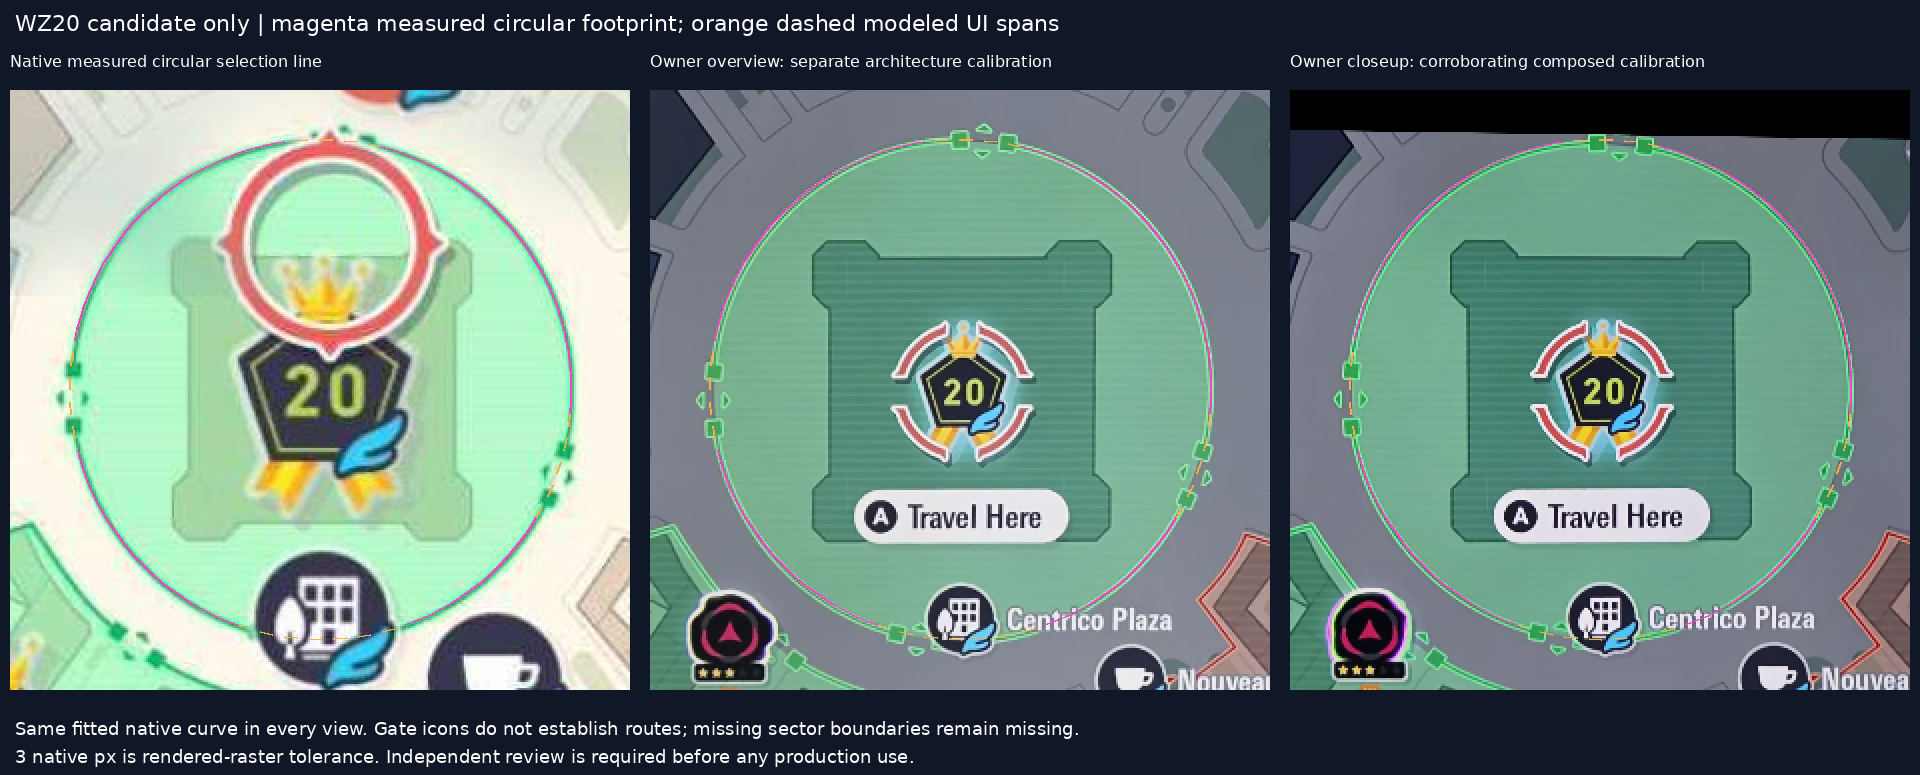 WZ20 candidate only | magenta measured circular footprint; orange dashed modeled UI spans
Native measured circular selection line
Owner overview: separate architecture calibration
Owner closeup: corroborating composed calibration
20
20
20
A Travel Here
A Travel Here
Centrico Plaza
Centrico Plaza
Nouvea
Nouvea
Same fitted native curve in every view. Gate icons do not establish routes; missing sector boundaries remain missing.
3 native px is rendered-raster tolerance. Independent review is required before any production use.